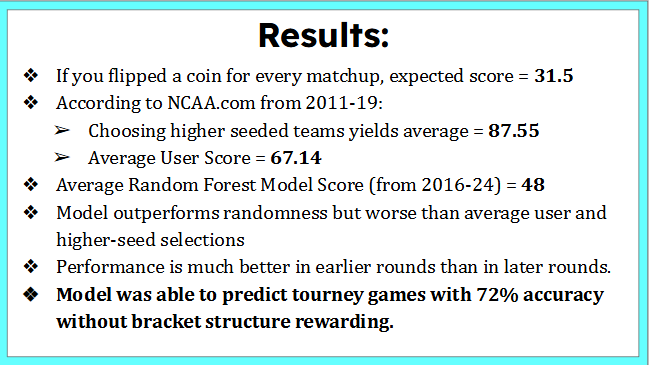 Results:
❖ If you flipped a coin for every matchup, expected score = 31.5
❖ According to NCAA.com from 2011-19:
➢ Choosing higher seeded teams yields average = 87.55
➢ Average User Score = 67.14
❖ Average Random Forest Model Score (from 2016-24) = 48
❖ Model outperforms randomness but worse than average user and
higher-seed selections
❖ Performance is much better in earlier rounds than in later rounds.
❖ Model was able to predict tourney games with 72% accuracy
without bracket structure rewarding.